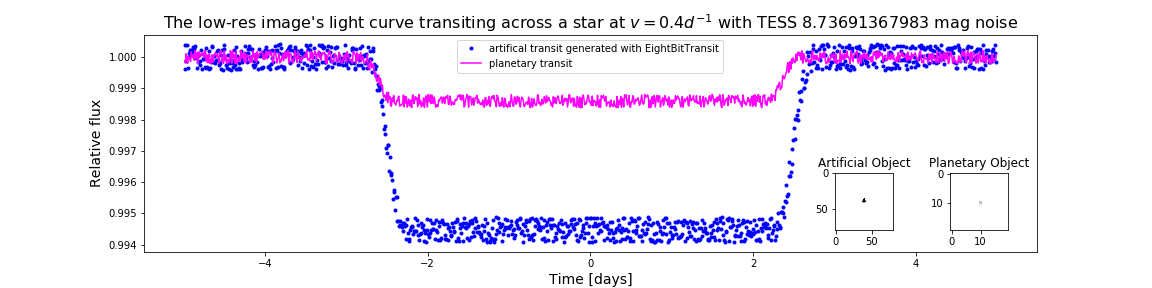 The low-res image's light curve transiting across a star at v = 0.4d⁻¹ with TESS 8.73691367983 mag noise
artifical transit generated with EightBitTransit
planetary transit
Relative flux
1.000
0.999
0.998
0.997
0.996
0.995
0.994
−4
−2
0
2
4
Time [days]
Artificial Object
0
50
0
50
Planetary Object
0
10
0
10